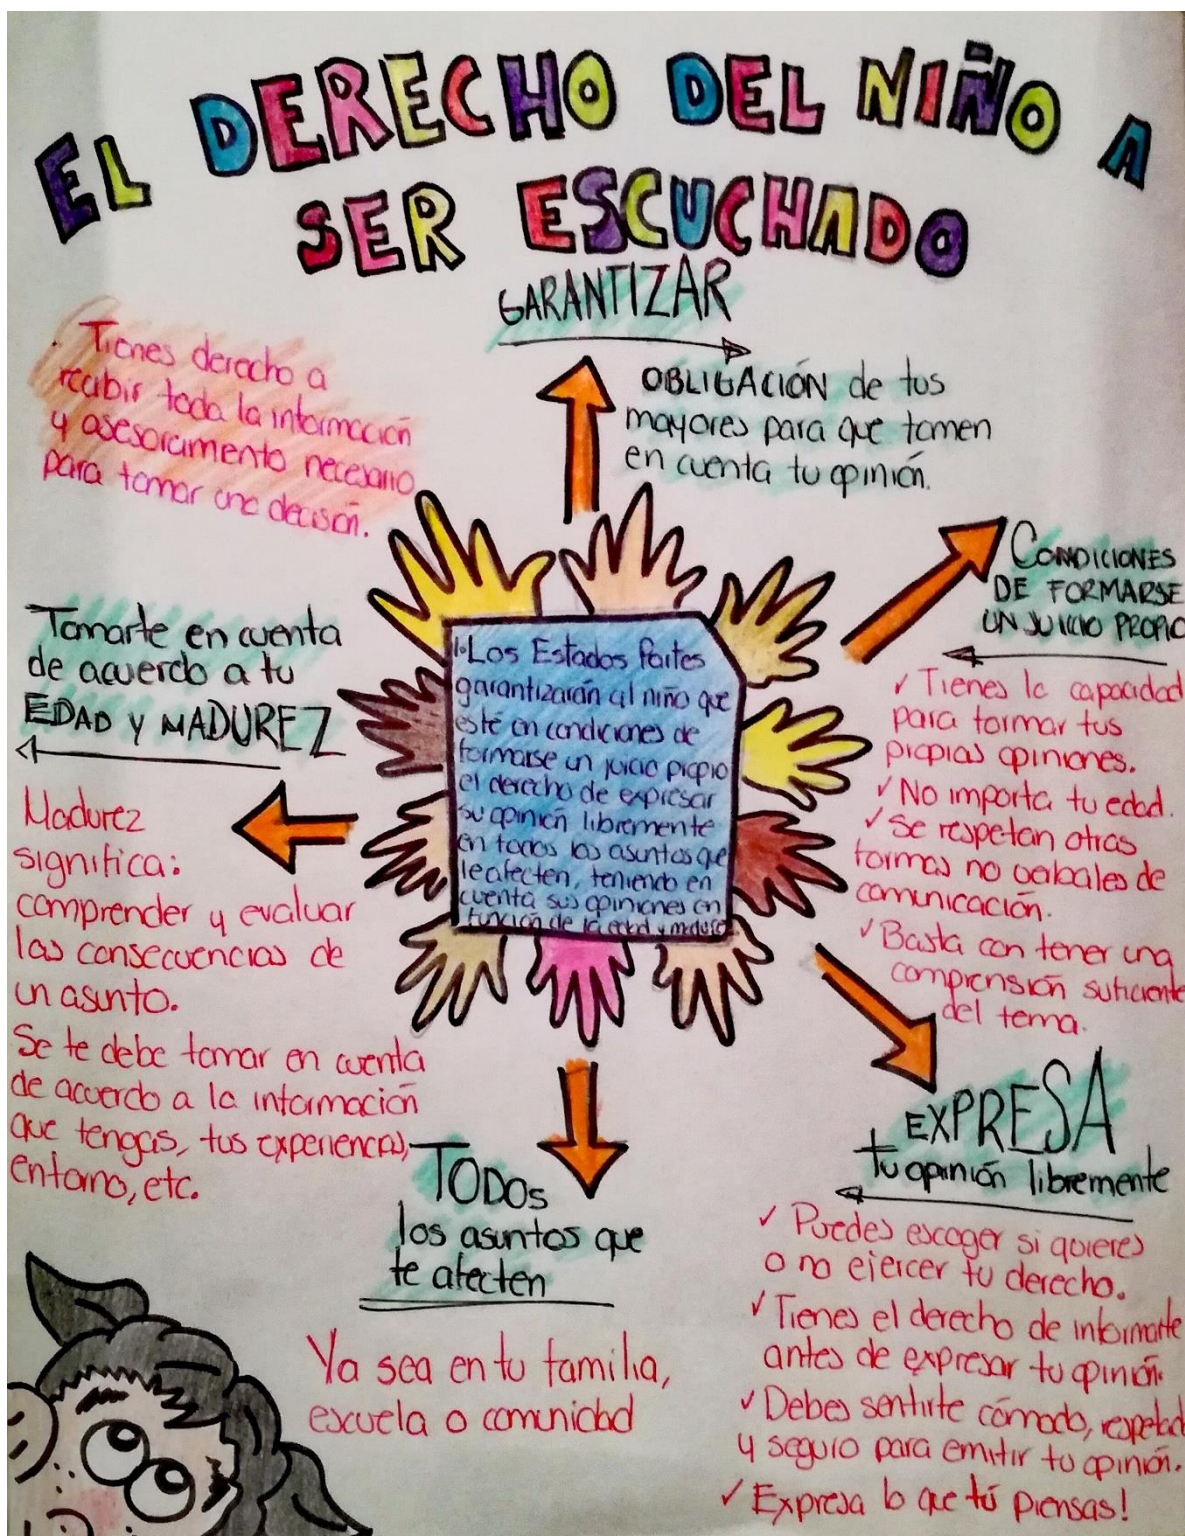 EL DERECHO DEL NIÑO A
SER ESCUCHADO
GARANTIZAR
OBLIGACIÓN de tus
mayores para que tomen
en cuenta tu opinión.
Tienes derecho a
recibir toda la información
y asesoramento necesario
para tomar una decisión.
CONDICIONES
DE FORMARSE
UN JUICIO PROPIO
✓ Tienes la capacidad
para formar tus
propias opiniones.
✓ No importa tu edad.
✓ Se respetan otras
formas no verbales de
comunicación.
✓ Basta con tener una
comprensión suficiente
del tema.
Tomarte en cuenta
de acuerdo a tu
EDAD Y MADUREZ
Madurez
significa:
comprender y evaluar
las consecuencias de
un asunto.
Se te debe tomar en cuenta
de acuerdo a la información
que tengas, tus experiencias,
entorno, etc.
1. Los Estados Partes
garantizarán al niño que
esté en condiciones de
formarse un juicio propio
el derecho de expresar
su opinión libremente
en todos los asuntos que
le afecten, teniendo en
cuenta sus opiniones en
función de la edad y madurez
EXPRESA
tu opinión libremente
✓ Puedes escoger si quieres
o no ejercer tu derecho.
✓ Tienes el derecho de informarte
antes de expresar tu opinión.
✓ Debes sentirte cómodo, respetad
y seguro para emitir tu opinión.
✓ Expresa lo que tú piensas!
TODOS
los asuntos que
te afecten
Ya sea en tu familia,
escuela o comunidad